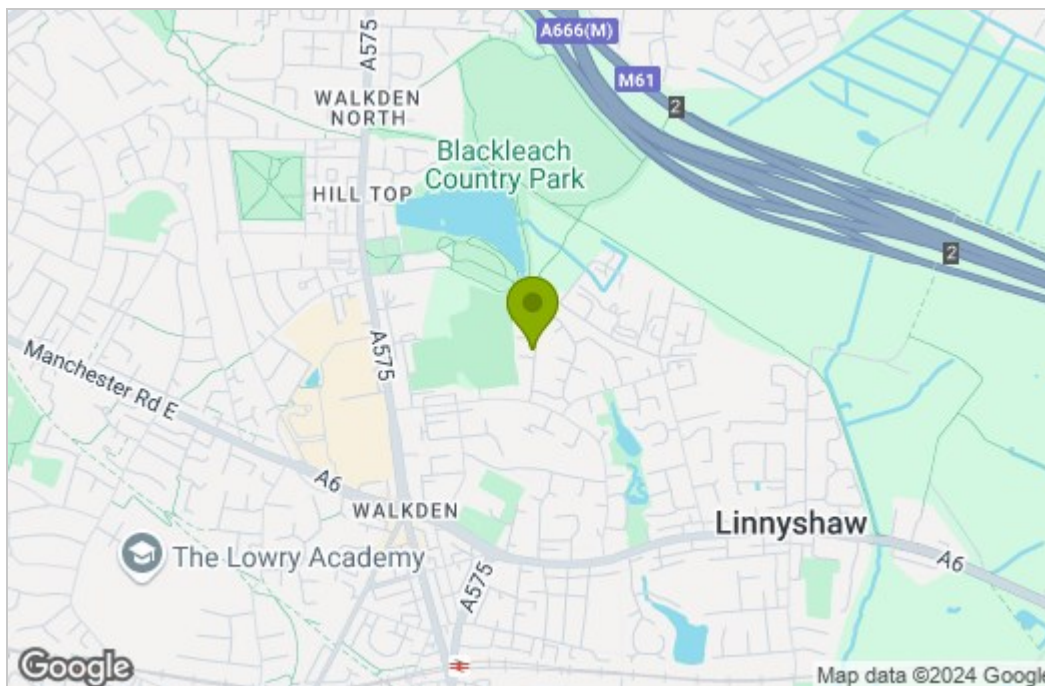 A666(M)
A575
M61
2
WALKDEN
NORTH
Blackleach
Country Park
HILL TOP
2
A575
Manchester Rd E
A6
WALKDEN
Linnyshaw
The Lowry Academy
A575
A6
Google
Map data ©2024 Google